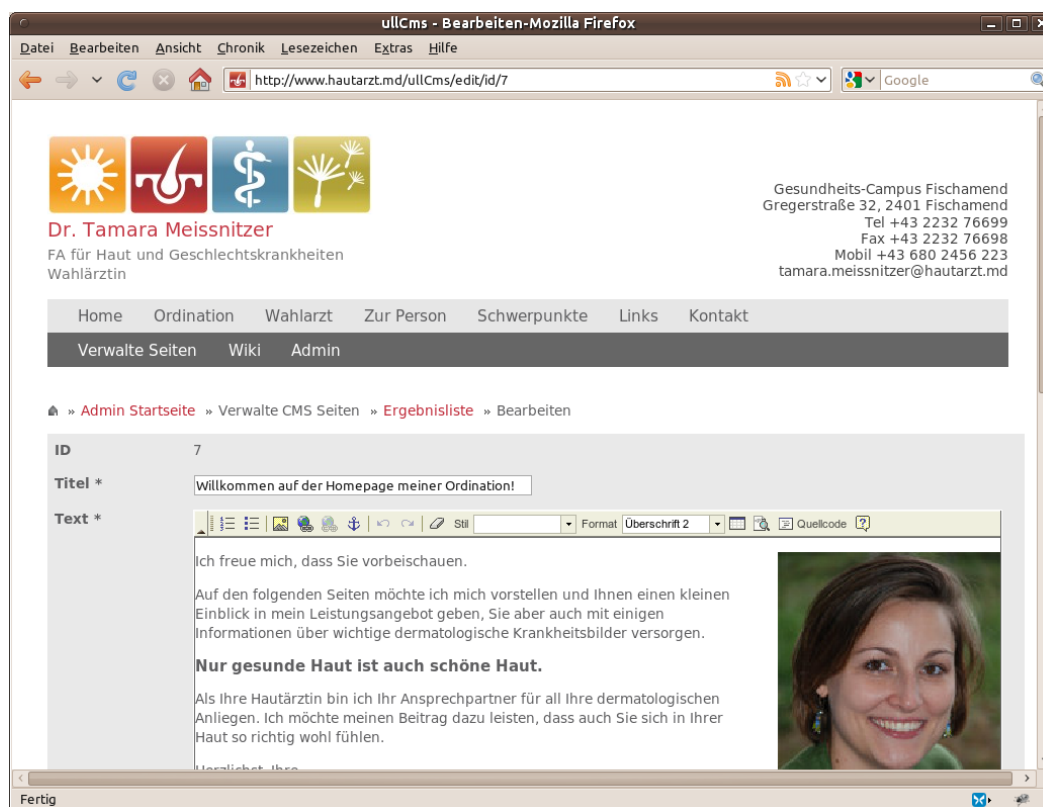 ullCms - Bearbeiten-Mozilla Firefox
Datei Bearbeiten Ansicht Chronik Lesezeichen Extras Hilfe
http://www.hautarzt.md/ullCms/edit/id/7
Google
Gesundheits-Campus Fischamend
Gregerstraße 32, 2401 Fischamend
Tel +43 2232 76699
Fax +43 2232 76698
Mobil +43 680 2456 223
tamara.meissnitzer@hautarzt.md
Dr. Tamara Meissnitzer
FA für Haut und Geschlechtskrankheiten
Wahlärztin
Home Ordination Wahlarzt Zur Person Schwerpunkte Links Kontakt
Verwalte Seiten Wiki Admin
» Admin Startseite » Verwalte CMS Seiten » Ergebnisliste » Bearbeiten
ID 7
Titel * Willkommen auf der Homepage meiner Ordination!
Text * Stil Format Überschrift 2 Quellcode
Ich freue mich, dass Sie vorbeischauen.
Auf den folgenden Seiten möchte ich mich vorstellen und Ihnen einen kleinen
Einblick in mein Leistungsangebot geben, Sie aber auch mit einigen
Informationen über wichtige dermatologische Krankheitsbilder versorgen.
Nur gesunde Haut ist auch schöne Haut.
Als Ihre Hautärztin bin ich Ihr Ansprechpartner für all Ihre dermatologischen
Anliegen. Ich möchte meinen Beitrag dazu leisten, dass auch Sie sich in Ihrer
Haut so richtig wohl fühlen.
Herzlichst, Ihre
Fertig